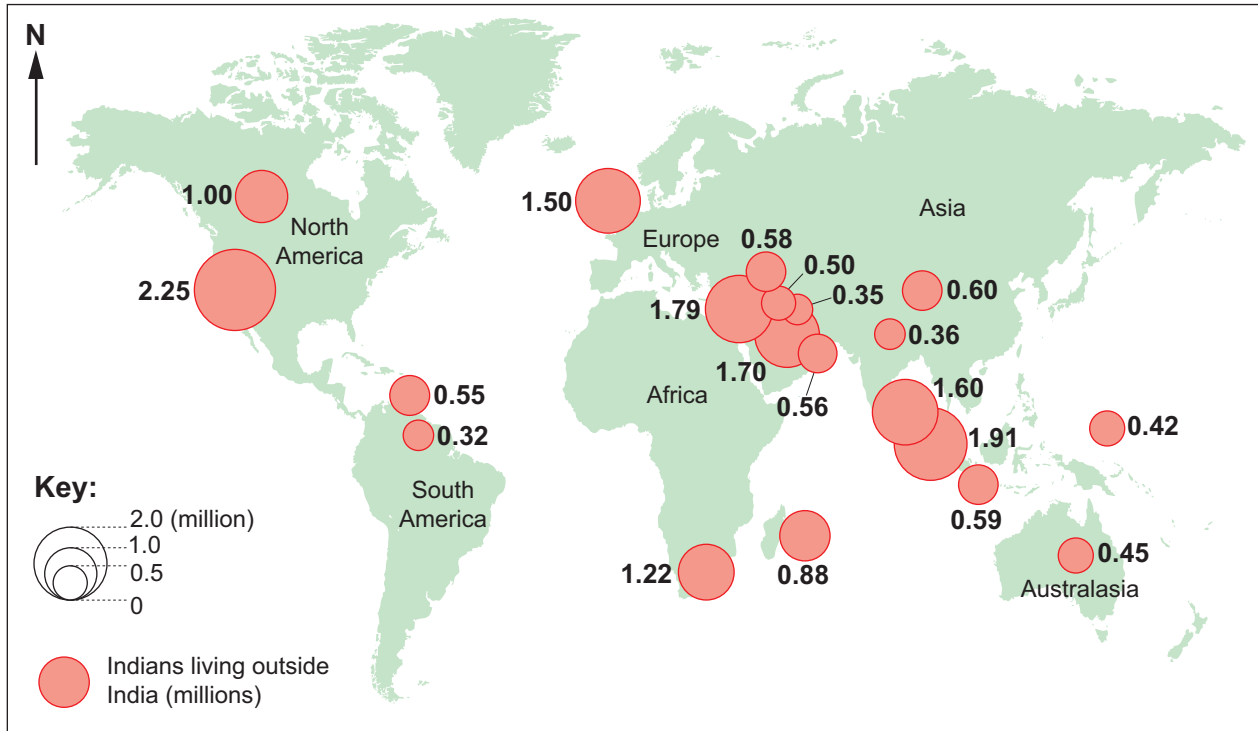 N
1.00
North
America
2.25
1.50
Europe
Asia
0.58
0.50
0.35
0.60
1.79
0.36
1.70
0.56
Africa
1.60
0.55
0.32
1.91
0.42
South
America
0.59
1.22
0.88
0.45
Australasia
Key:
2.0 (million)
1.0
0.5
0
Indians living outside
India (millions)